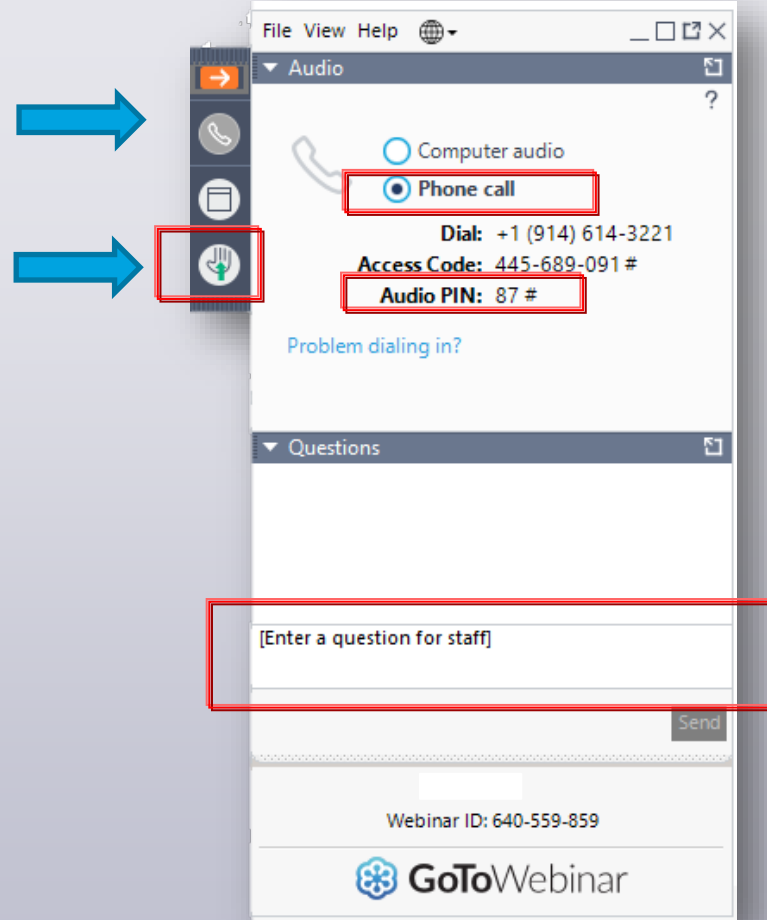 File View Help
Audio
?
Computer audio
Phone call
Dial: +1 (914) 614-3221
Access Code: 445-689-091 #
Audio PIN: 87 #
Problem dialing in?
Questions
[Enter a question for staff]
Send
Webinar ID: 640-559-859
GoToWebinar